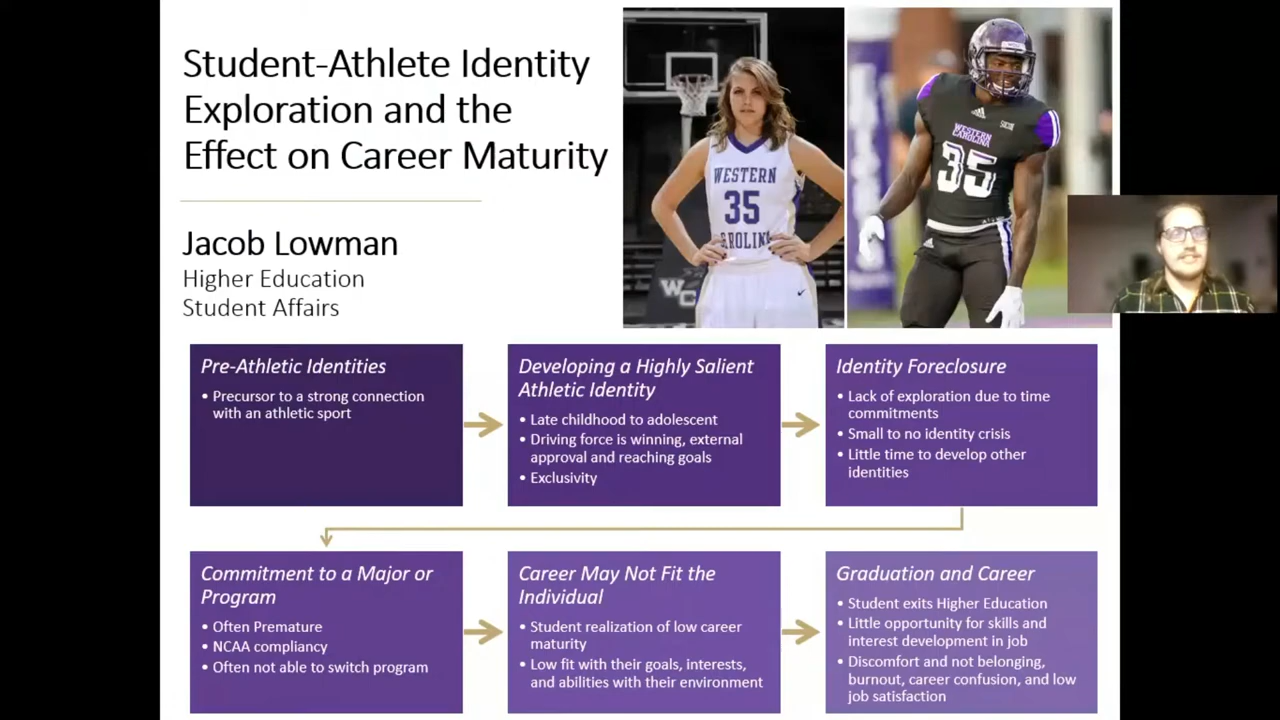 Student-Athlete Identity
Exploration and the
Effect on Career Maturity
Jacob Lowman
Higher Education
Student Affairs
WESTERN
35
CAROLINA
WC
WESTERN
CAROLINA
35
Pre-Athletic Identities
• Precursor to a strong connection
with an athletic sport
Developing a Highly Salient
Athletic Identity
• Late childhood to adolescent
• Driving force is winning, external
approval and reaching goals
• Exclusivity
Identity Foreclosure
• Lack of exploration due to time
commitments
• Small to no identity crisis
• Little time to develop other
identities
Commitment to a Major or
Program
• Often Premature
• NCAA compliancy
• Often not able to switch program
Career May Not Fit the
Individual
• Student realization of low career
maturity
• Low fit with their goals, interests,
and abilities with their environment
Graduation and Career
• Student exits Higher Education
• Little opportunity for skills and
interest development in job
• Discomfort and not belonging,
burnout, career confusion, and low
job satisfaction